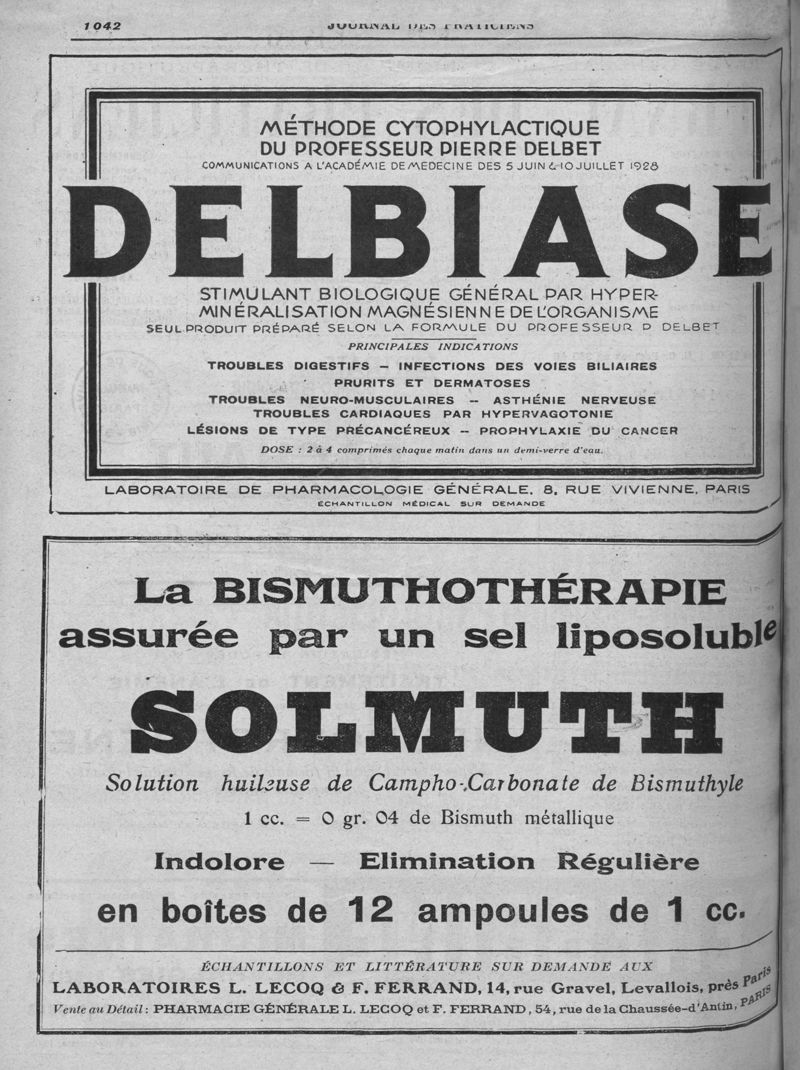 1042
JOURNAL DES PRATICIENS
MÉTHODE CYTOPHYLACTIQUE
DU PROFESSEUR PIERRE DELBET
COMMUNICATIONS A L'ACADÉMIE DE MEDECINE DES 5 JUIN & 10 JUILLET 1928
DELBIASE
STIMULANT BIOLOGIQUE GÉNÉRAL PAR HYPER-
MINÉRALISATION MAGNÉSIENNE DE L'ORGANISME
SEUL PRODUIT PRÉPARÉ SELON LA FORMULE DU PROFESSEUR P DELBET
PRINCIPALES INDICATIONS
TROUBLES DIGESTIFS — INFECTIONS DES VOIES BILIAIRES
PRURITS ET DERMATOSES
TROUBLES NEURO-MUSCULAIRES — ASTHÉNIE NERVEUSE
TROUBLES CARDIAQUES PAR HYPERVAGOTONIE
LÉSIONS DE TYPE PRÉCANCÉREUX — PROPHYLAXIE DU CANCER
DOSE : 2 à 4 comprimés chaque matin dans un demi-verre d'eau.
LABORATOIRE DE PHARMACOLOGIE GÉNÉRALE, 8, RUE VIVIENNE, PARIS
ÉCHANTILLON MÉDICAL SUR DEMANDE
La BISMUTHOTHÉRAPIE
assurée par un sel liposoluble
SOLMUTH
Solution huileuse de Campho-Carbonate de Bismuthyle
1 cc. = 0 gr. 04 de Bismuth métallique
Indolore — Elimination Régulière
en boîtes de 12 ampoules de 1 cc.
ÉCHANTILLONS ET LITTÉRATURE SUR DEMANDE AUX
LABORATOIRES L. LECOQ & F. FERRAND, 14, rue Gravel, Levallois, près Paris
Vente au Détail : PHARMACIE GÉNÉRALE L. LECOQ et F. FERRAND, 54, rue de la Chaussée-d'Antin, PARIS